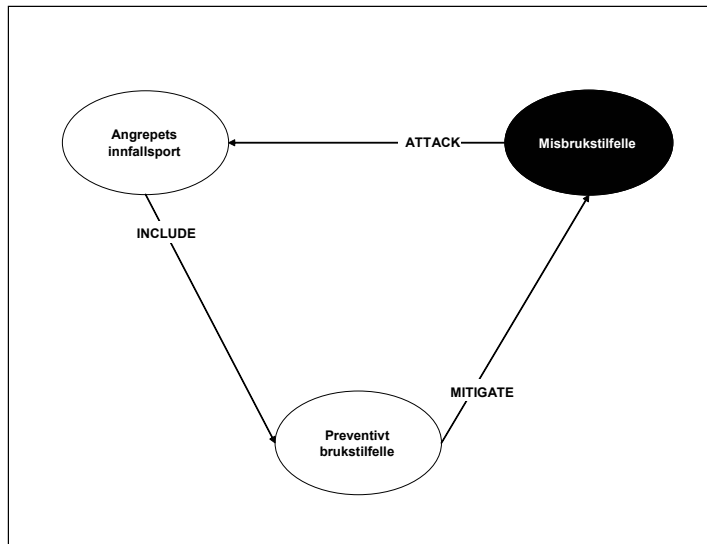 Angrepets
innfallsport
ATTACK
Misbrukstilfelle
INCLUDE
MITIGATE
Preventivt
brukstilfelle